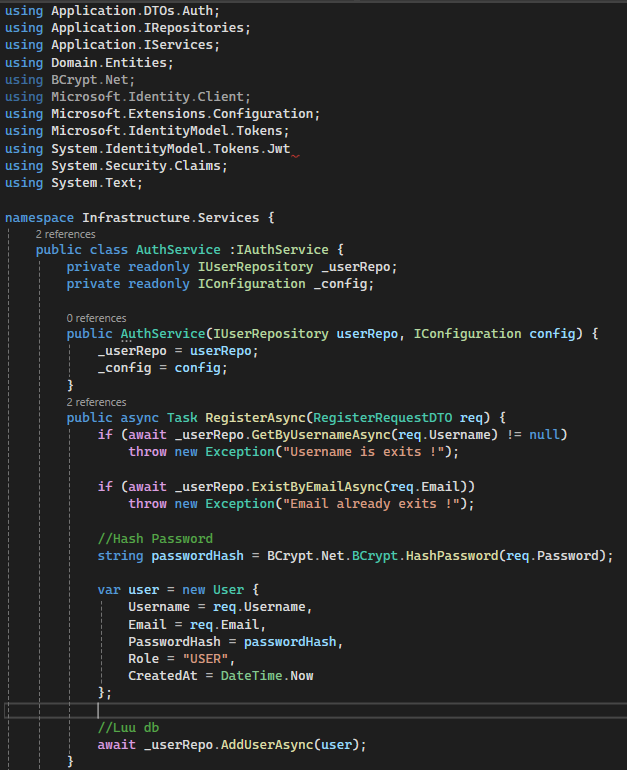 using Application.DTOs.Auth;
using Application.IRepositories;
using Application.IServices;
using Domain.Entities;
using BCrypt.Net;
using Microsoft.Identity.Client;
using Microsoft.Extensions.Configuration;
using Microsoft.IdentityModel.Tokens;
using System.IdentityModel.Tokens.Jwt
using System.Security.Claims;
using System.Text;
namespace Infrastructure.Services {
2 references
public class AuthService :IAuthService {
private readonly IUserRepository _userRepo;
private readonly IConfiguration _config;
0 references
public AuthService(IUserRepository userRepo, IConfiguration config) {
_userRepo = userRepo;
_config = config;
}
2 references
public async Task RegisterAsync(RegisterRequestDTO req) {
if (await _userRepo.GetByUsernameAsync(req.Username) != null)
throw new Exception("Username is exits !");
if (await _userRepo.ExistByEmailAsync(req.Email))
throw new Exception("Email already exits !");
//Hash Password
string passwordHash = BCrypt.Net.BCrypt.HashPassword(req.Password);
var user = new User {
Username = req.Username,
Email = req.Email,
PasswordHash = passwordHash,
Role = "USER",
CreatedAt = DateTime.Now
};
//Luu db
await _userRepo.AddUserAsync(user);
}